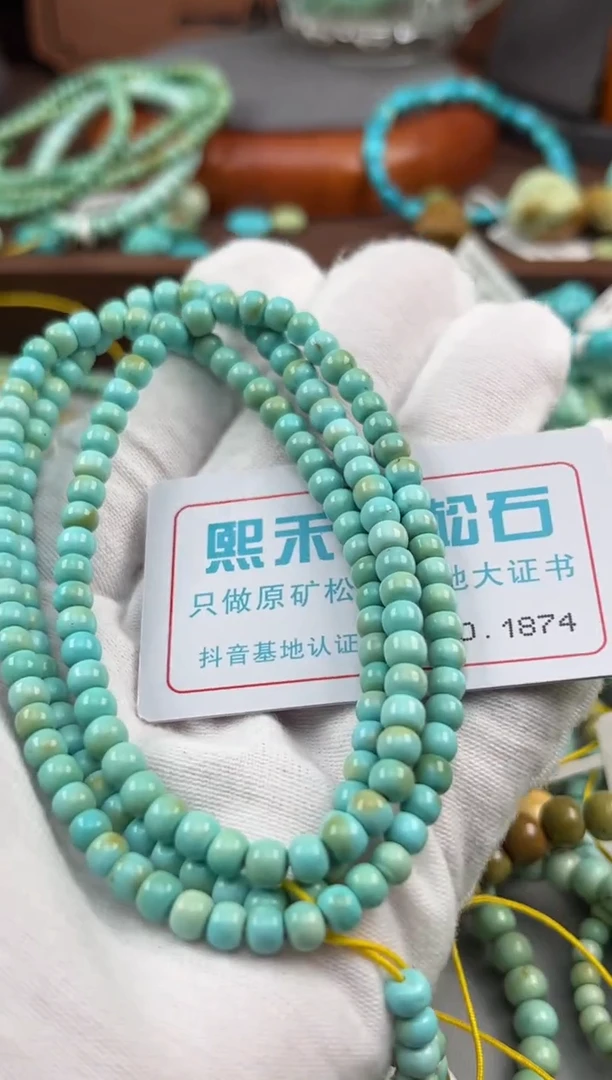 熙禾 松石
只做原矿松 地大证书
抖音基地认证 0.1874